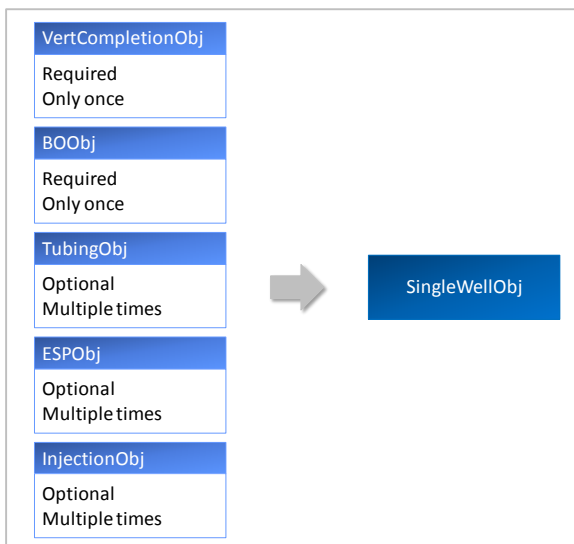 VertCompletionObj
Required
Only once
BOObj
Required
Only once
TubingObj
Optional
Multiple times
ESPObj
Optional
Multiple times
InjectionObj
Optional
Multiple times
SingleWellObj